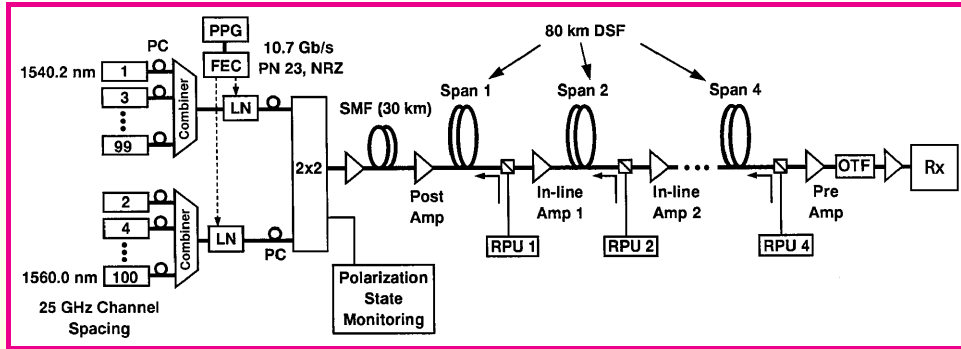 PPG
FEC
10.7 Gb/s
PN 23, NRZ
PC
1540.2 nm
1
3
99
Combiner
LN
2
4
100
1560.0 nm
Combiner
LN
PC
25 GHz Channel
Spacing
2x2
Polarization
State
Monitoring
SMF (30 km)
Post
Amp
80 km DSF
Span 1
RPU 1
In-line
Amp 1
Span 2
RPU 2
In-line
Amp 2
Span 4
RPU 4
Pre
Amp
OTF
Rx